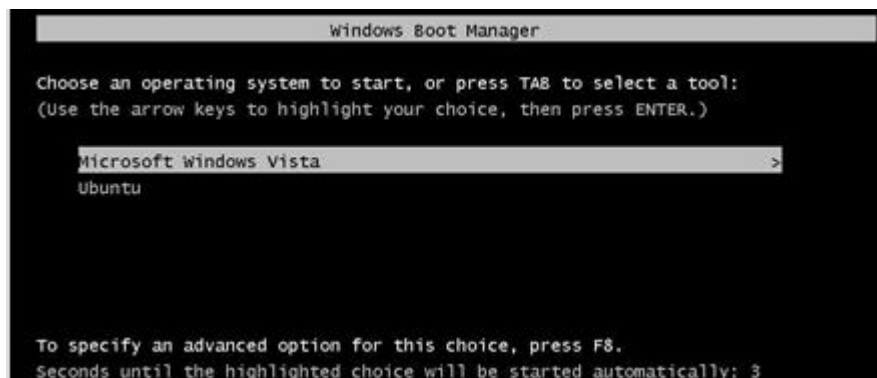 Windows Boot Manager
Choose an operating system to start, or press TAB to select a tool:
(Use the arrow keys to highlight your choice, then press ENTER.)
Microsoft Windows Vista >
Ubuntu
To specify an advanced option for this choice, press F8.
Seconds until the highlighted choice will be started automatically: 3